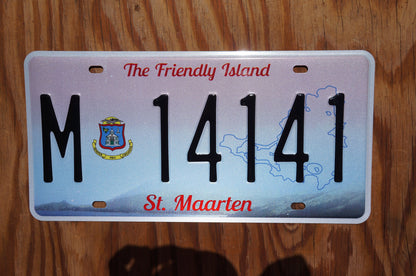 The Friendly Island
M 14141
St. Maarten